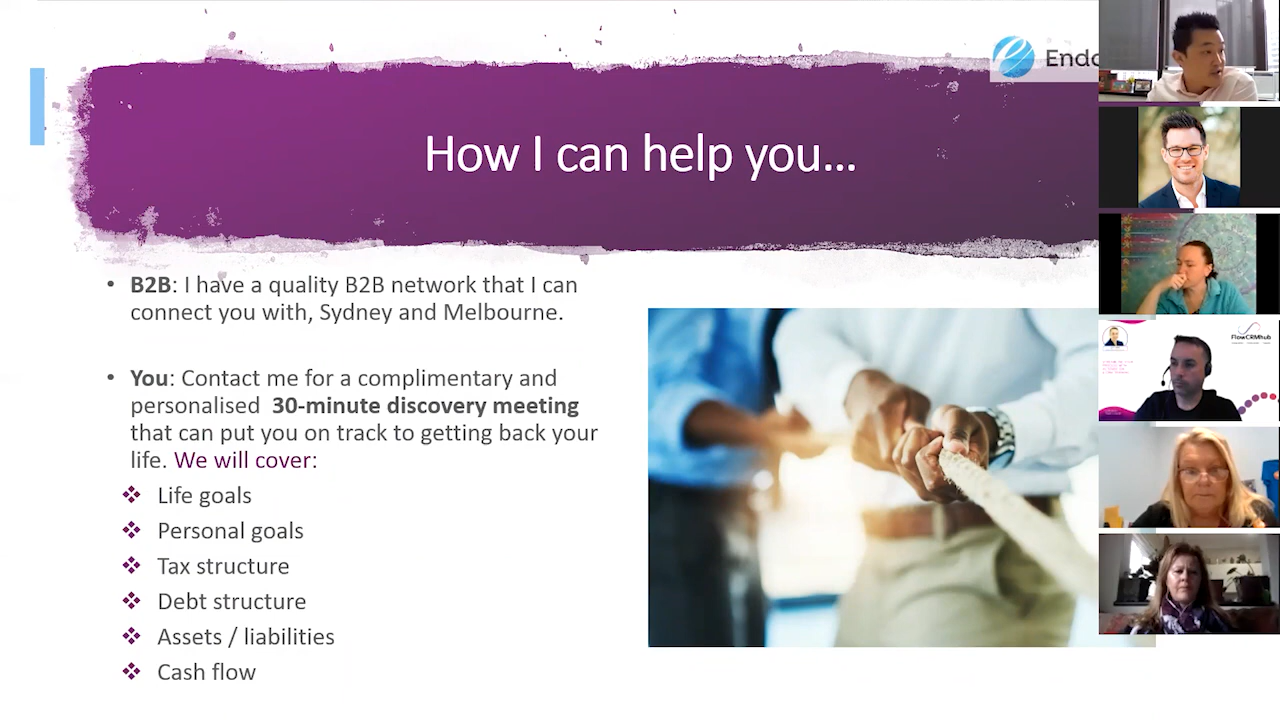 How I can help you...
• B2B: I have a quality B2B network that I can
connect you with, Sydney and Melbourne.
• You: Contact me for a complimentary and
personalised 30-minute discovery meeting
that can put you on track to getting back your
life. We will cover:
❖ Life goals
❖ Personal goals
❖ Tax structure
❖ Debt structure
❖ Assets / liabilities
❖ Cash flow
FlowCRMhub